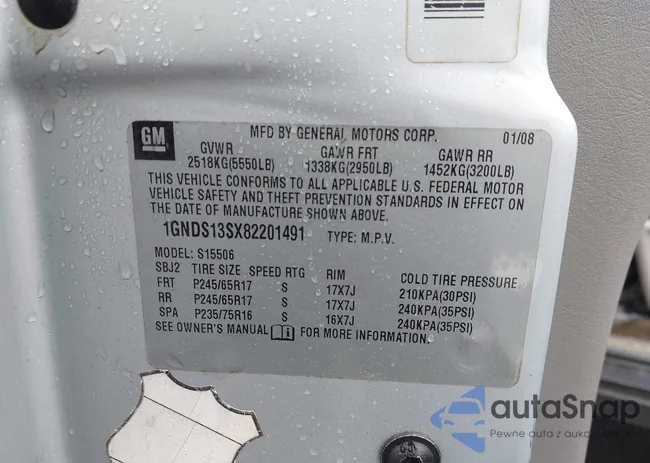 GM
MFD BY GENERAL MOTORS CORP. 01/08
GVWR GAWR FRT GAWR RR
2518KG(5550LB) 1338KG(2950LB) 1452KG(3200LB)
THIS VEHICLE CONFORMS TO ALL APPLICABLE U.S. FEDERAL MOTOR
VEHICLE SAFETY AND THEFT PREVENTION STANDARDS IN EFFECT ON
THE DATE OF MANUFACTURE SHOWN ABOVE.
1GNDS13SX82201491 TYPE: M.P.V.
MODEL: S15506
SBJ2 TIRE SIZE SPEED RTG RIM COLD TIRE PRESSURE
FRT P245/65R17 S 17X7J 210KPA(30PSI)
RR P245/65R17 S 17X7J 240KPA(35PSI)
SPA P235/75R16 S 16X7J 240KPA(35PSI)
SEE OWNER'S MANUAL FOR MORE INFORMATION.
autaSnap
Pewne auta z aukcji